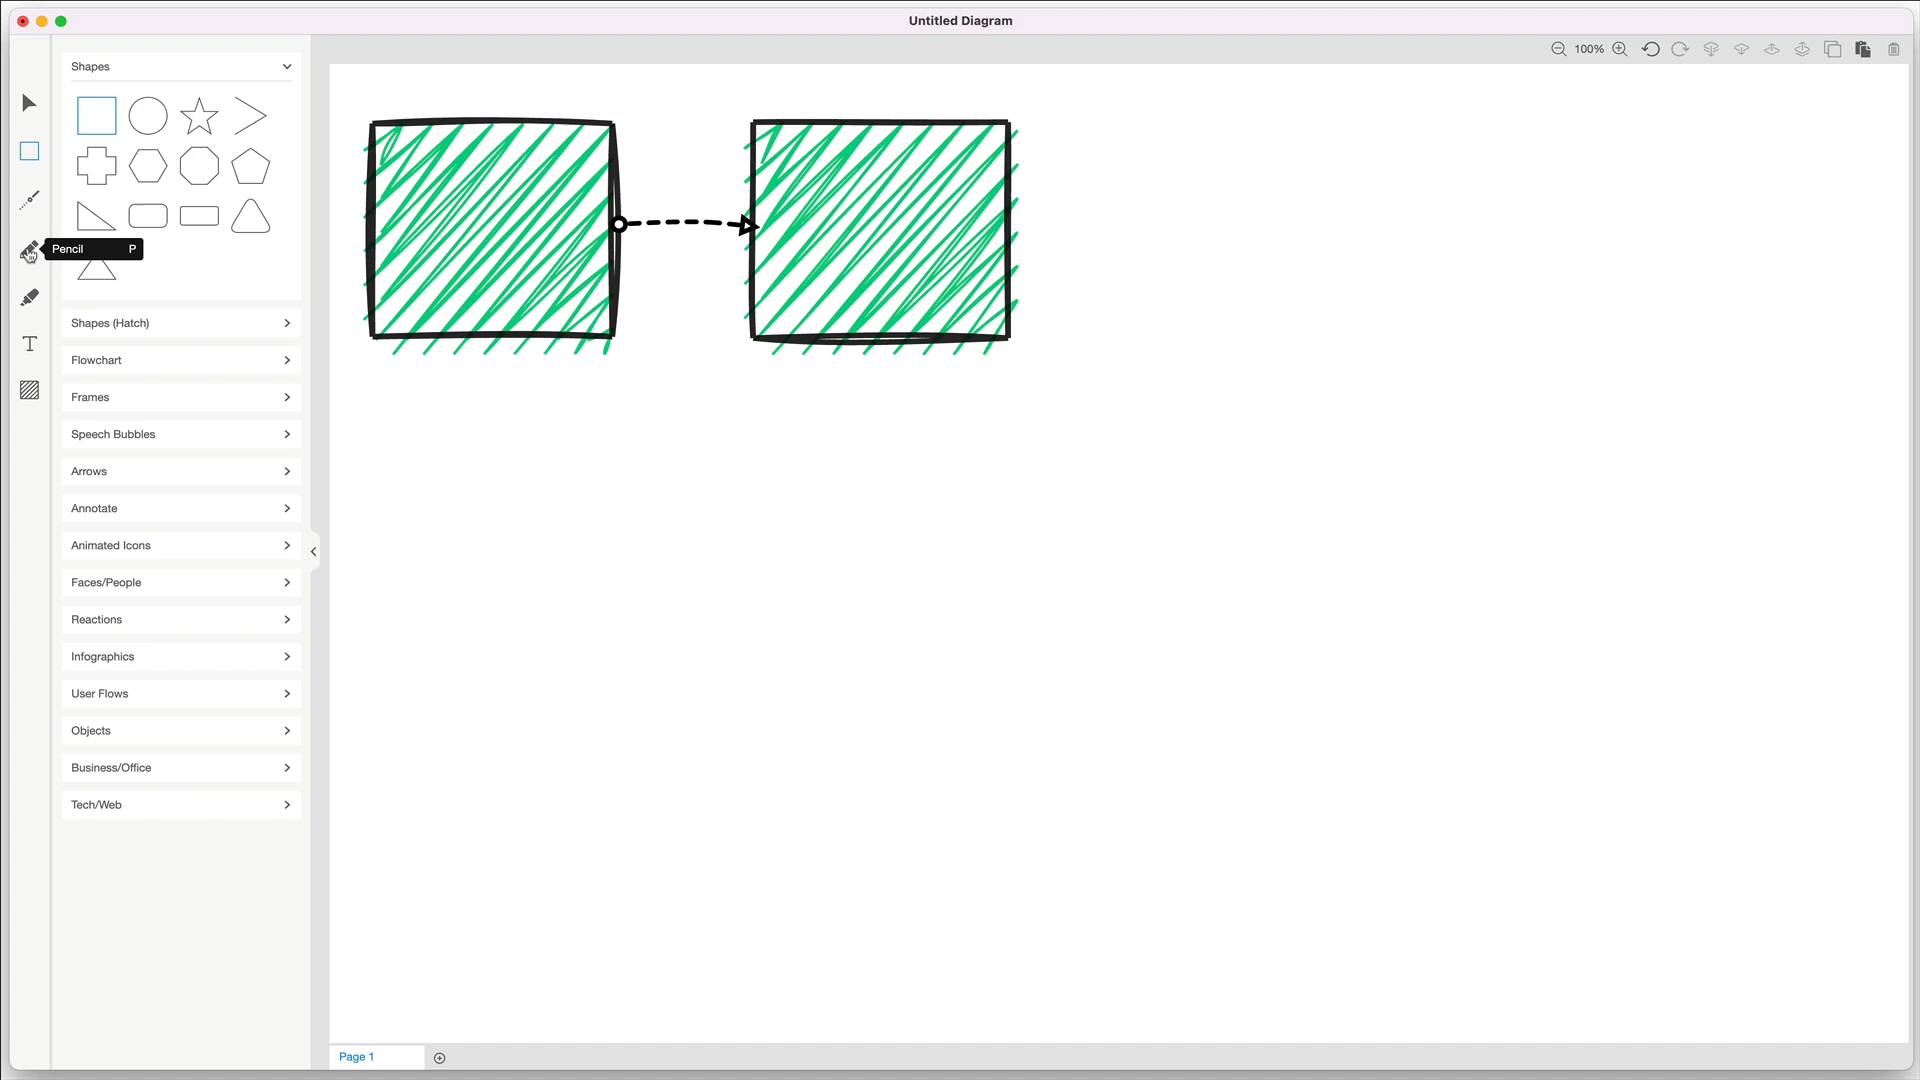 Untitled Diagram
100%
Shapes
Pencil P
Shapes (Hatch)
Flowchart
Frames
Speech Bubbles
Arrows
Annotate
Animated Icons
Faces/People
Reactions
Infographics
User Flows
Objects
Business/Office
Tech/Web
Page 1